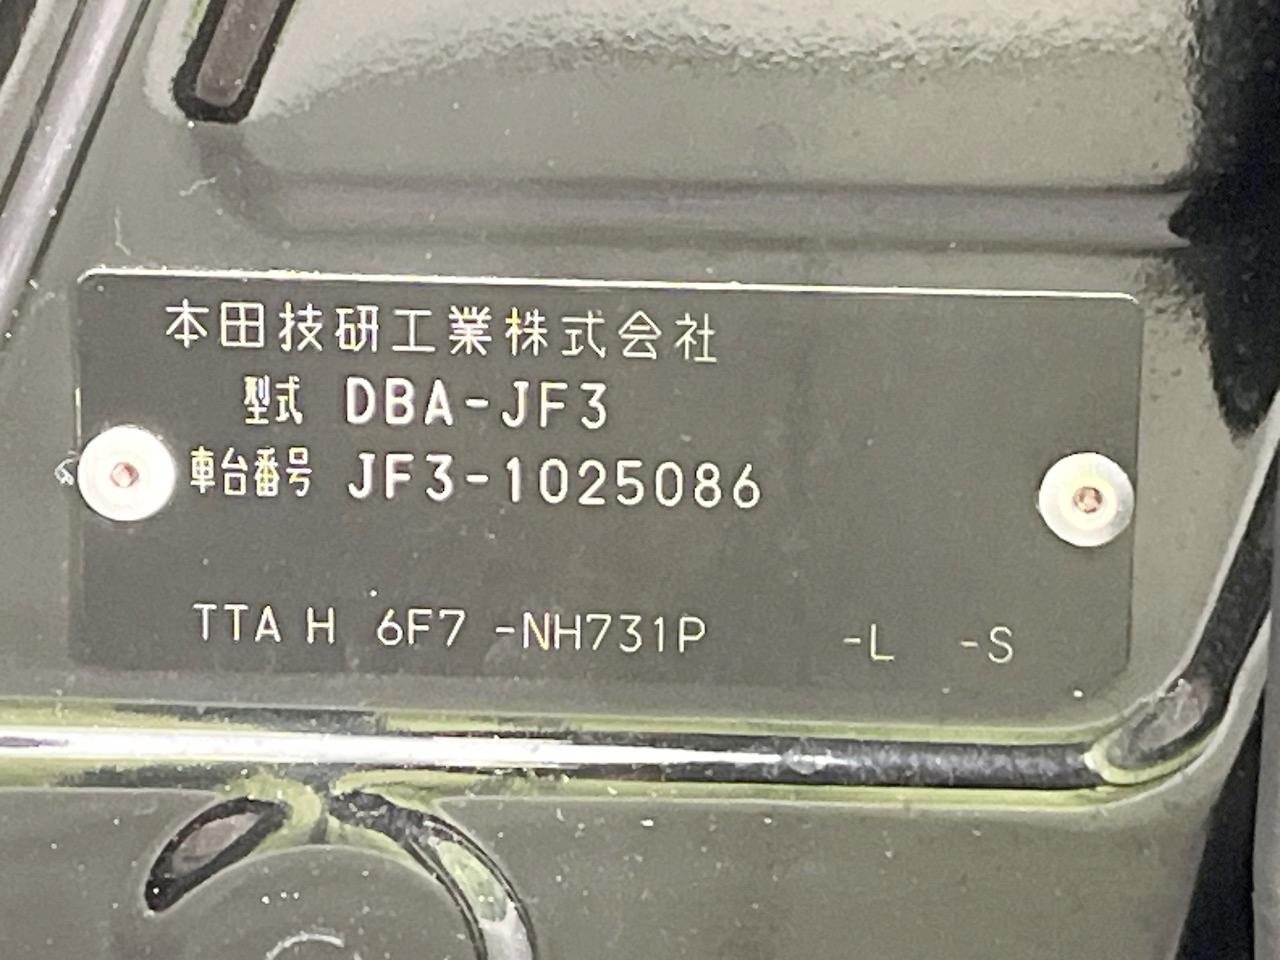 本田技研工業株式会社
型式 DBA-JF3
車台番号 JF3-1025086
TTA H 6F7 -NH731P -L -S